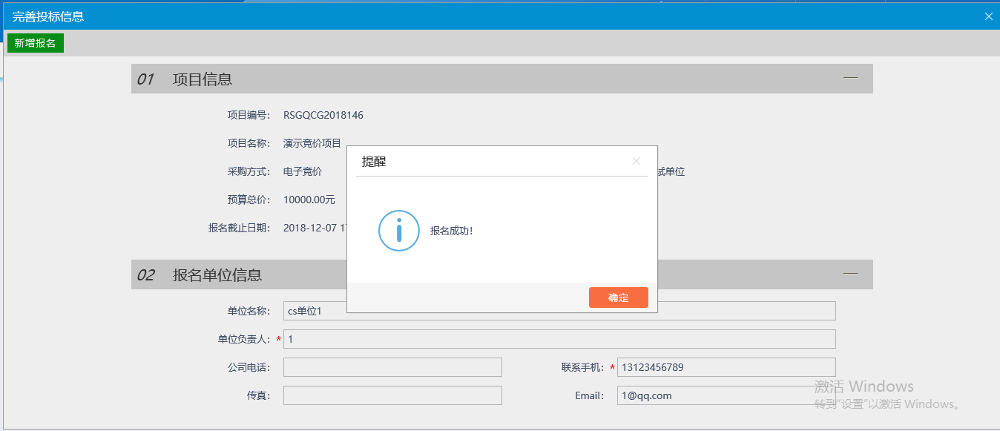 完善投标信息
新增报名
01 项目信息
项目编号: RSGQCG2018146
项目名称: 演示竞价项目
采购方式: 电子竞价 试单位
预算总价: 10000.00元
报名截止日期: 2018-12-07 1
提醒
报名成功!
确定
02 报名单位信息
单位名称: cs单位1
单位负责人: * 1
公司电话: 联系手机: * 13123456789
传真: Email: 1@qq.com
激活 Windows
转到"设置"以激活 Windows。